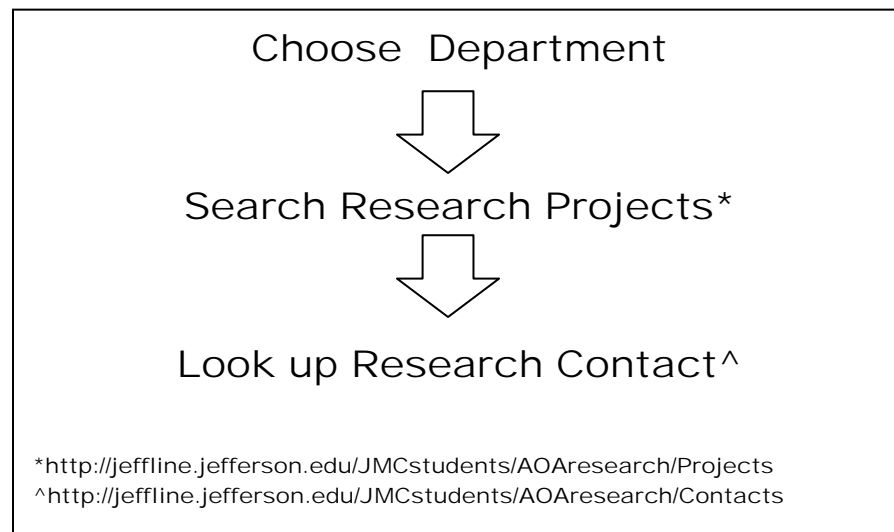 Choose Department
Search Research Projects*
Look up Research Contact^
*http://jeffline.jefferson.edu/JMCstudents/AOAresearch/Projects
^http://jeffline.jefferson.edu/JMCstudents/AOAresearch/Contacts